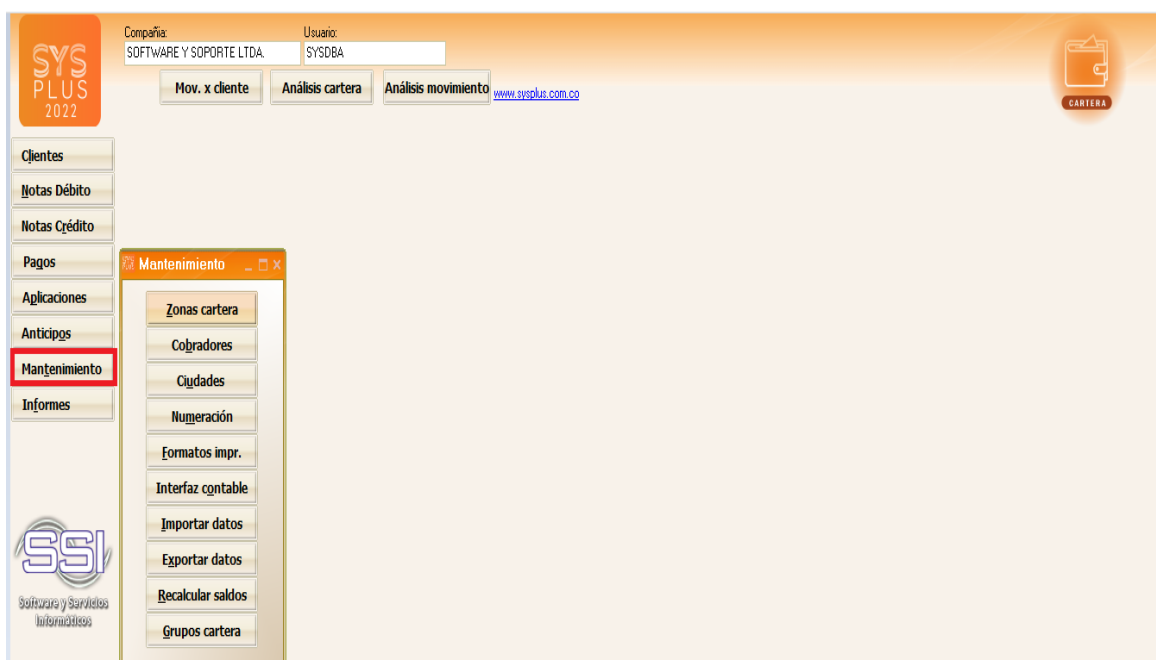 SYS
PLUS
2022
Compañia:
Usuario:
SOFTWARE Y SOPORTE LTDA.
SYSDBA
Mov. x cliente
Análisis cartera
Análisis movimiento
www.sysplus.com.co
CARTERA
Clientes
Notas Débito
Notas Crédito
Pagos
Aplicaciones
Anticipos
Mantenimiento
Informes
Mantenimiento
Zonas cartera
Cobradores
Ciudades
Numeración
Formatos impr.
Interfaz contable
Importar datos
Exportar datos
Recalcular saldos
Grupos cartera
SSI
Software y Servicios
Informáticos